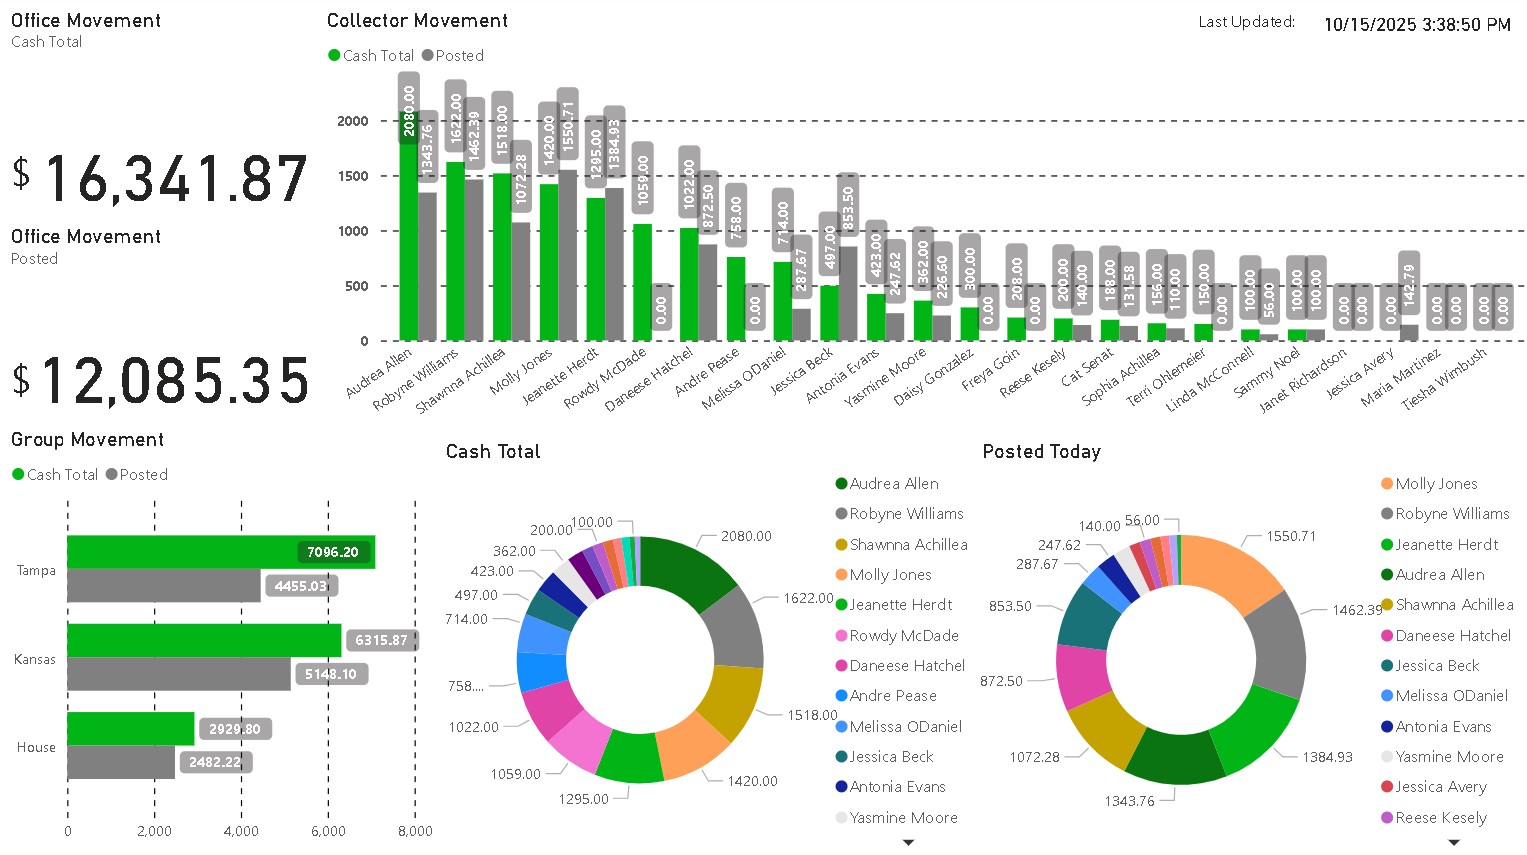 Office Movement
Cash Total
$ 16,341.87
Office Movement
Posted
$ 12,085.35
Collector Movement
Cash Total Posted
Last Updated: 10/15/2025 3:38:50 PM
2000
1500
1000
500
0
2080.00 1343.76
1622.00 1462.39
1518.00 1072.28
1420.00 1550.71
1295.00 1384.93
1059.00 0.00
1022.00 872.50
758.00 0.00
714.00 287.67
497.00 853.50
423.00 247.62
362.00 226.60
300.00 0.00
208.00 0.00
200.00 140.00
188.00 131.58
156.00 110.00
150.00 0.00
100.00 56.00
100.00 100.00
0.00 0.00
0.00 142.79
0.00 0.00
0.00 0.00
Audrea Allen
Robyne Williams
Shawnna Achillea
Molly Jones
Jeanette Herdt
Rowdy McDade
Daneese Hatchel
Andre Pease
Melissa ODaniel
Jessica Beck
Antonia Evans
Yasmine Moore
Daisy Gonzalez
Freya Goin
Reese Kesely
Cat Senat
Sophia Achillea
Terri Ohlemeier
Linda McConnell
Sammy Noel
Janet Richardson
Jessica Avery
Maria Martinez
Tiesha Wimbush
Group Movement
Cash Total Posted
Tampa
7096.20
4455.03
Kansas
6315.87
5148.10
House
2929.80
2482.22
0 2,000 4,000 6,000 8,000
Cash Total
2080.00
1622.00
1518.00
1420.00
1295.00
1059.00
1022.00
758....
714.00
497.00
423.00
362.00
200.00
100.00
Audrea Allen
Robyne Williams
Shawnna Achillea
Molly Jones
Jeanette Herdt
Rowdy McDade
Daneese Hatchel
Andre Pease
Melissa ODaniel
Jessica Beck
Antonia Evans
Yasmine Moore
Posted Today
1550.71
1462.39
1384.93
1343.76
1072.28
872.50
853.50
287.67
247.62
140.00
56.00
Molly Jones
Robyne Williams
Jeanette Herdt
Audrea Allen
Shawnna Achillea
Daneese Hatchel
Jessica Beck
Melissa ODaniel
Antonia Evans
Yasmine Moore
Jessica Avery
Reese Kesely